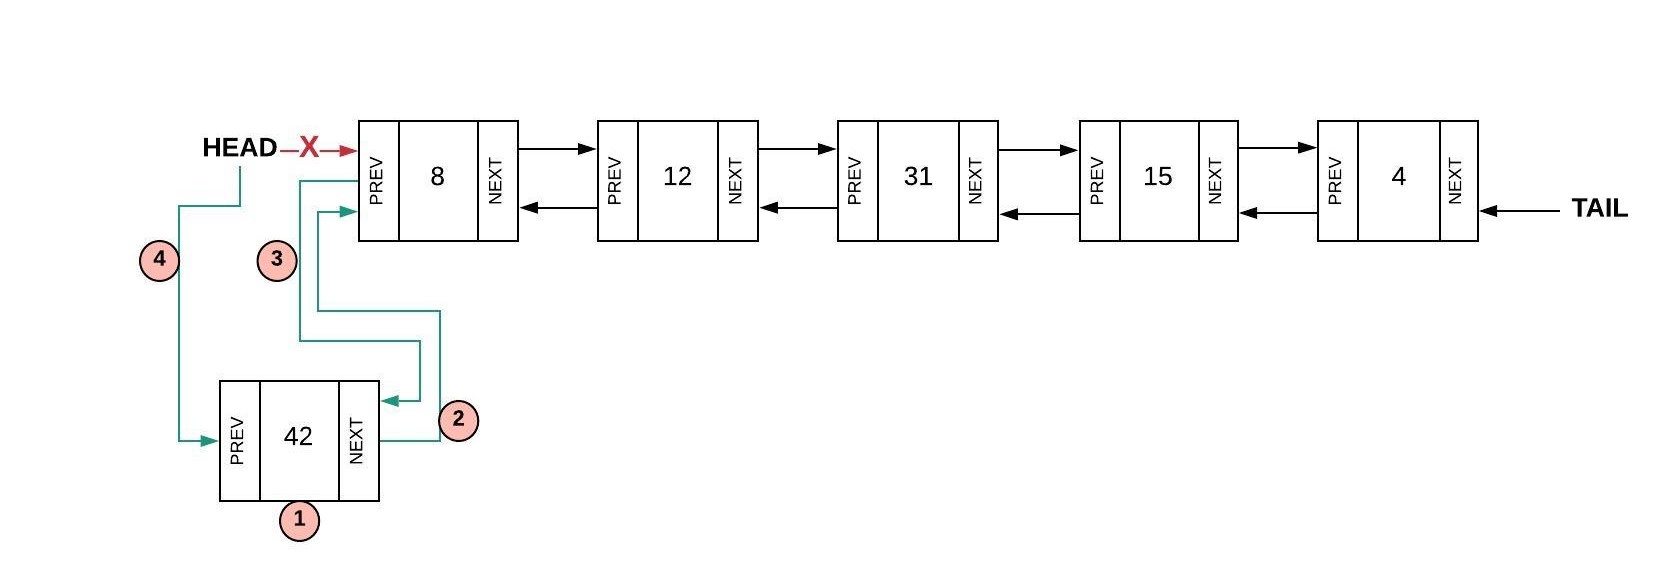 HEAD X PREV 8 NEXT PREV 12 NEXT PREV 31 NEXT PREV 15 NEXT PREV 4 NEXT TAIL
4 3
PREV 42 NEXT 2
1